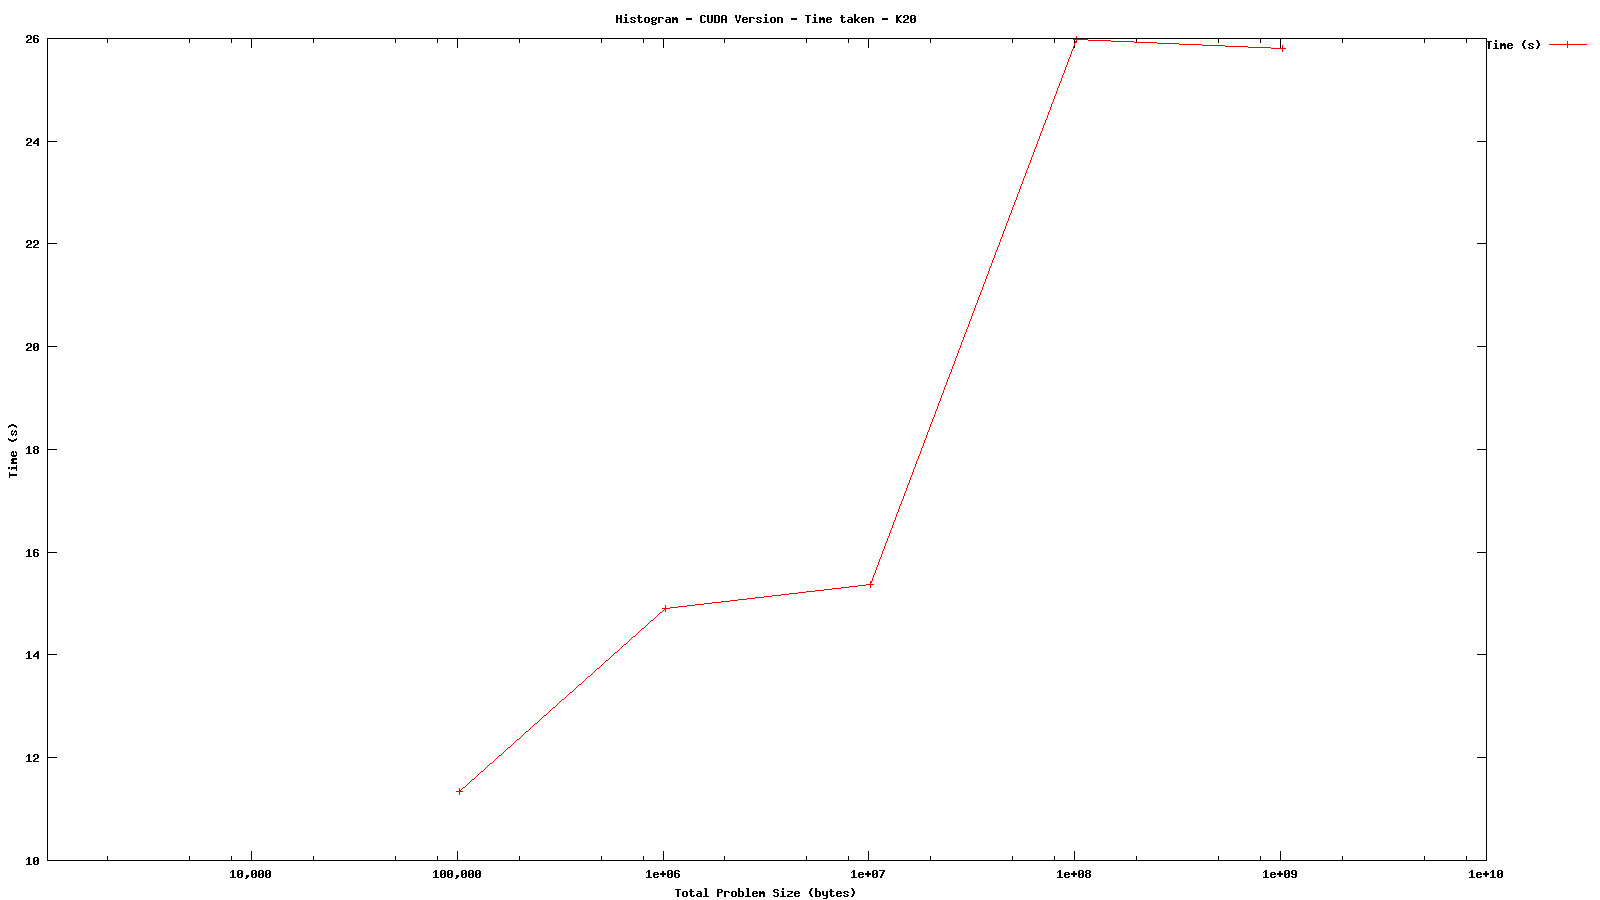 Histogram - CUDA Version - Time taken - K20
Time (s)
26
24
22
20
18
16
14
12
10
Time (s)
10,000 100,000 1e+06 1e+07 1e+08 1e+09 1e+10
Total Problem Size (bytes)